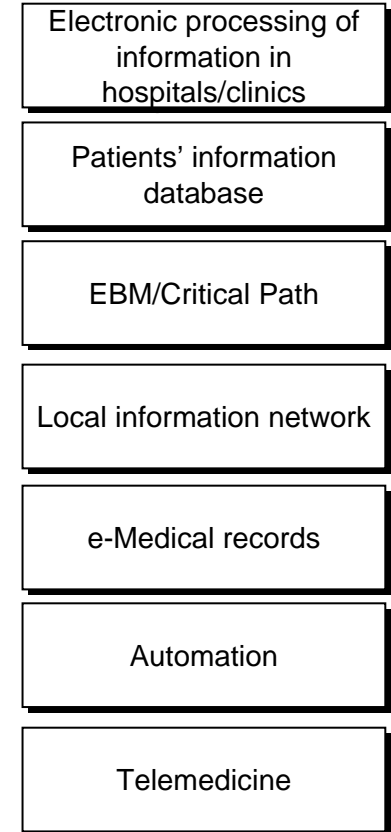 Electronic processing of
information in
hospitals/clinics
Patients’ information
database
EBM/Critical Path
Local information network
e-Medical records
Automation
Telemedicine